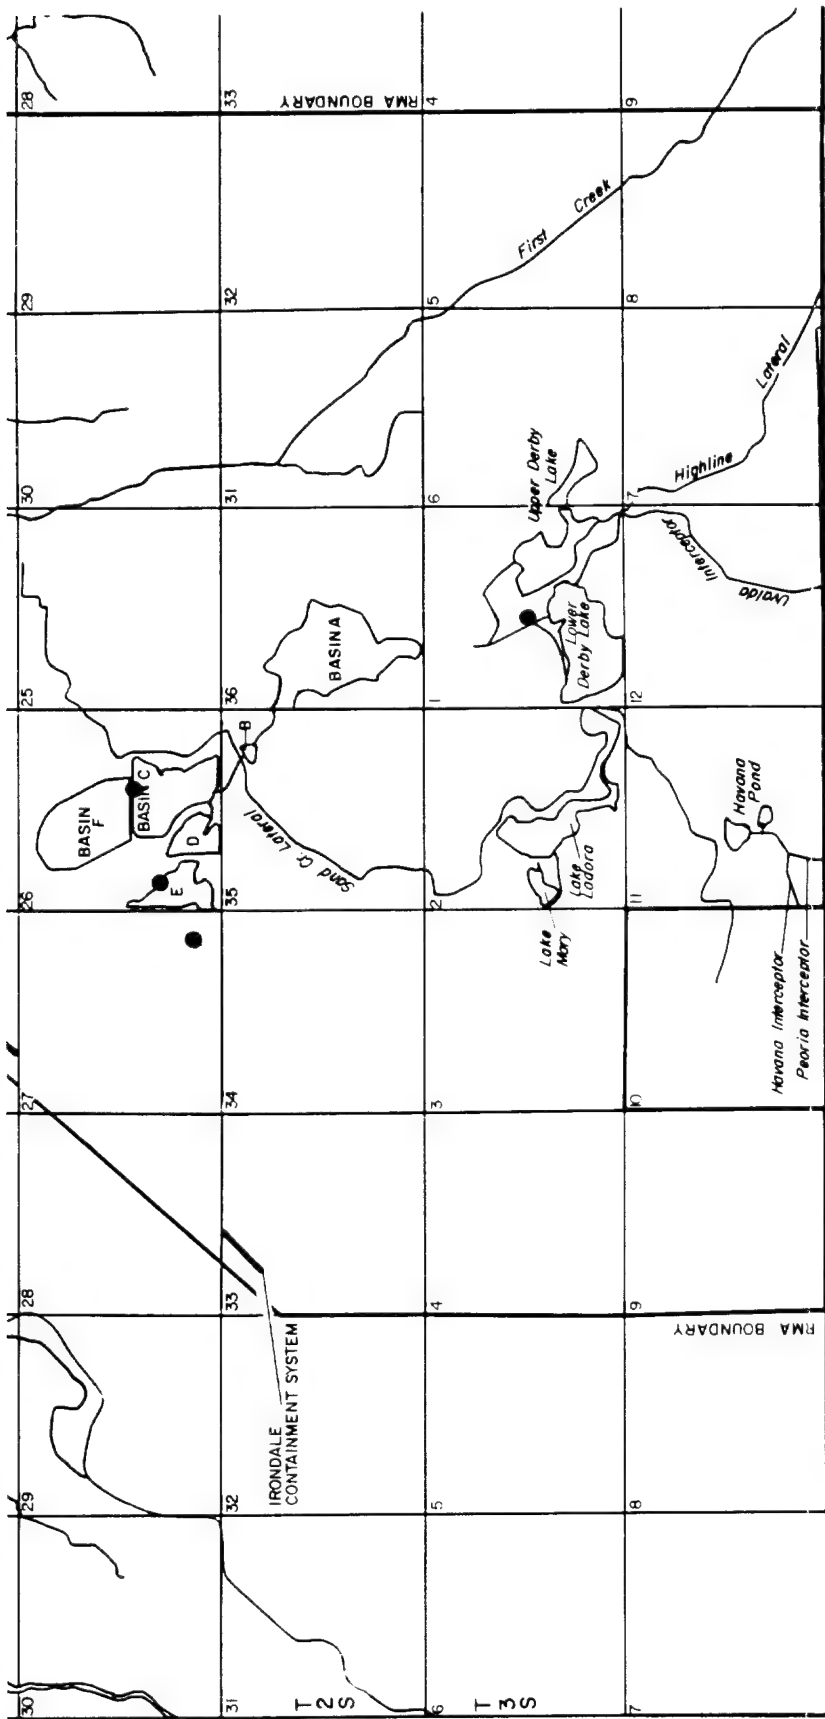 28
33
RMA BOUNDARY
4
9
29
32
5
8
First Creek
30
31
6
7
Upper Derby
Lake
Highline Lateral
Uvalda Interceptor
BASIN A
Lower
Derby Lake
25
36
1
12
B
BASIN
F
BASIN C
D
E
Sand Cr. Lateral
Lake
Ladora
Lake
Mary
Havana
Pond
26
35
2
11
Havana Interceptor
Peoria Interceptor
27
34
3
10
28
33
4
9
RMA BOUNDARY
IRONDALE
CONTAINMENT SYSTEM
29
32
5
8
30
31
T
2
S
6
T
3
S
7